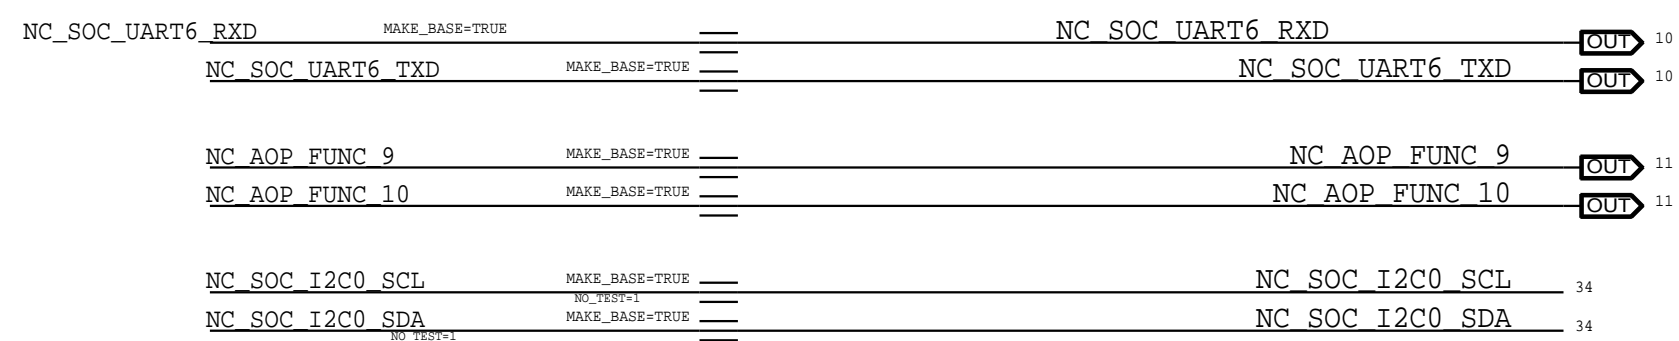 NC_SOC_UART6_RXD MAKE_BASE=TRUE NC_SOC_UART6_RXD OUT 10
NC_SOC_UART6_TXD MAKE_BASE=TRUE NC_SOC_UART6_TXD OUT 10
NC_AOP_FUNC_9 MAKE_BASE=TRUE NC_AOP_FUNC_9 OUT 11
NC_AOP_FUNC_10 MAKE_BASE=TRUE NC_AOP_FUNC_10 OUT 11
NC_SOC_I2C0_SCL MAKE_BASE=TRUE NC_SOC_I2C0_SCL 34
NO_TEST=1
NC_SOC_I2C0_SDA MAKE_BASE=TRUE NC_SOC_I2C0_SDA 34
NO_TEST=1